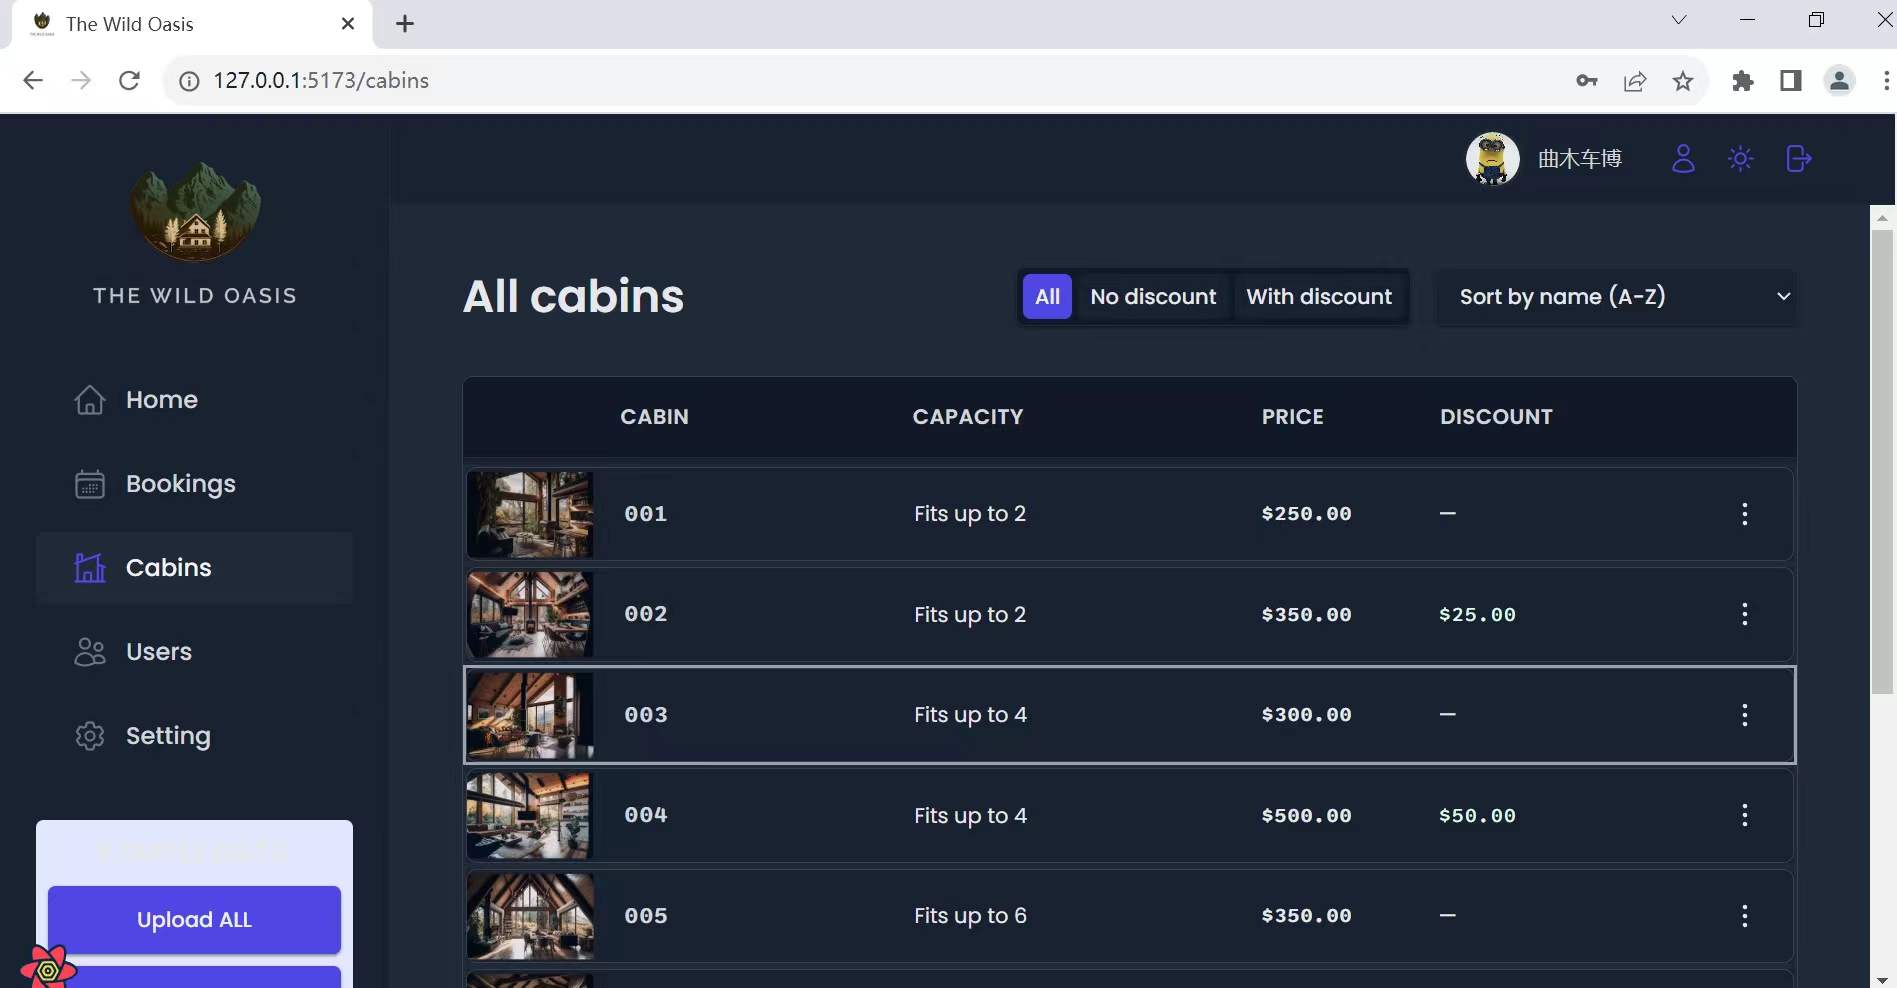 The Wild Oasis
127.0.0.1:5173/cabins
曲木车博
THE WILD OASIS
Home
Bookings
Cabins
Users
Setting
Upload ALL
All cabins
All No discount With discount
Sort by name (A-Z)
CABIN CAPACITY PRICE DISCOUNT
001 Fits up to 2 $250.00 —
002 Fits up to 2 $350.00 $25.00
003 Fits up to 4 $300.00 —
004 Fits up to 4 $500.00 $50.00
005 Fits up to 6 $350.00 —